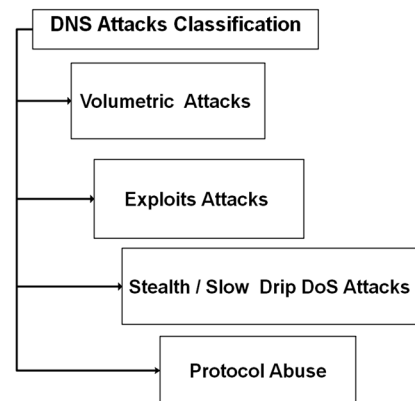 DNS Attacks Classification
Volumetric Attacks
Exploits Attacks
Stealth / Slow Drip DoS Attacks
Protocol Abuse